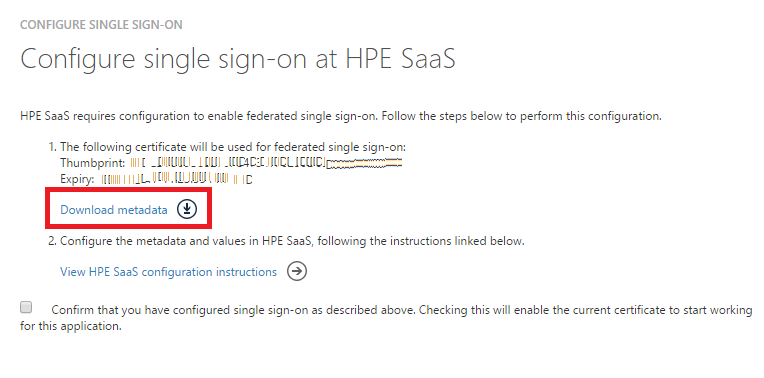 CONFIGURE SINGLE SIGN-ON
Configure single sign-on at HPE SaaS
HPE SaaS requires configuration to enable federated single sign-on. Follow the steps below to perform this configuration.
1. The following certificate will be used for federated single sign-on:
Thumbprint:
Expiry:
Download metadata
2. Configure the metadata and values in HPE SaaS, following the instructions linked below.
View HPE SaaS configuration instructions
Confirm that you have configured single sign-on as described above. Checking this will enable the current certificate to start working
for this application.